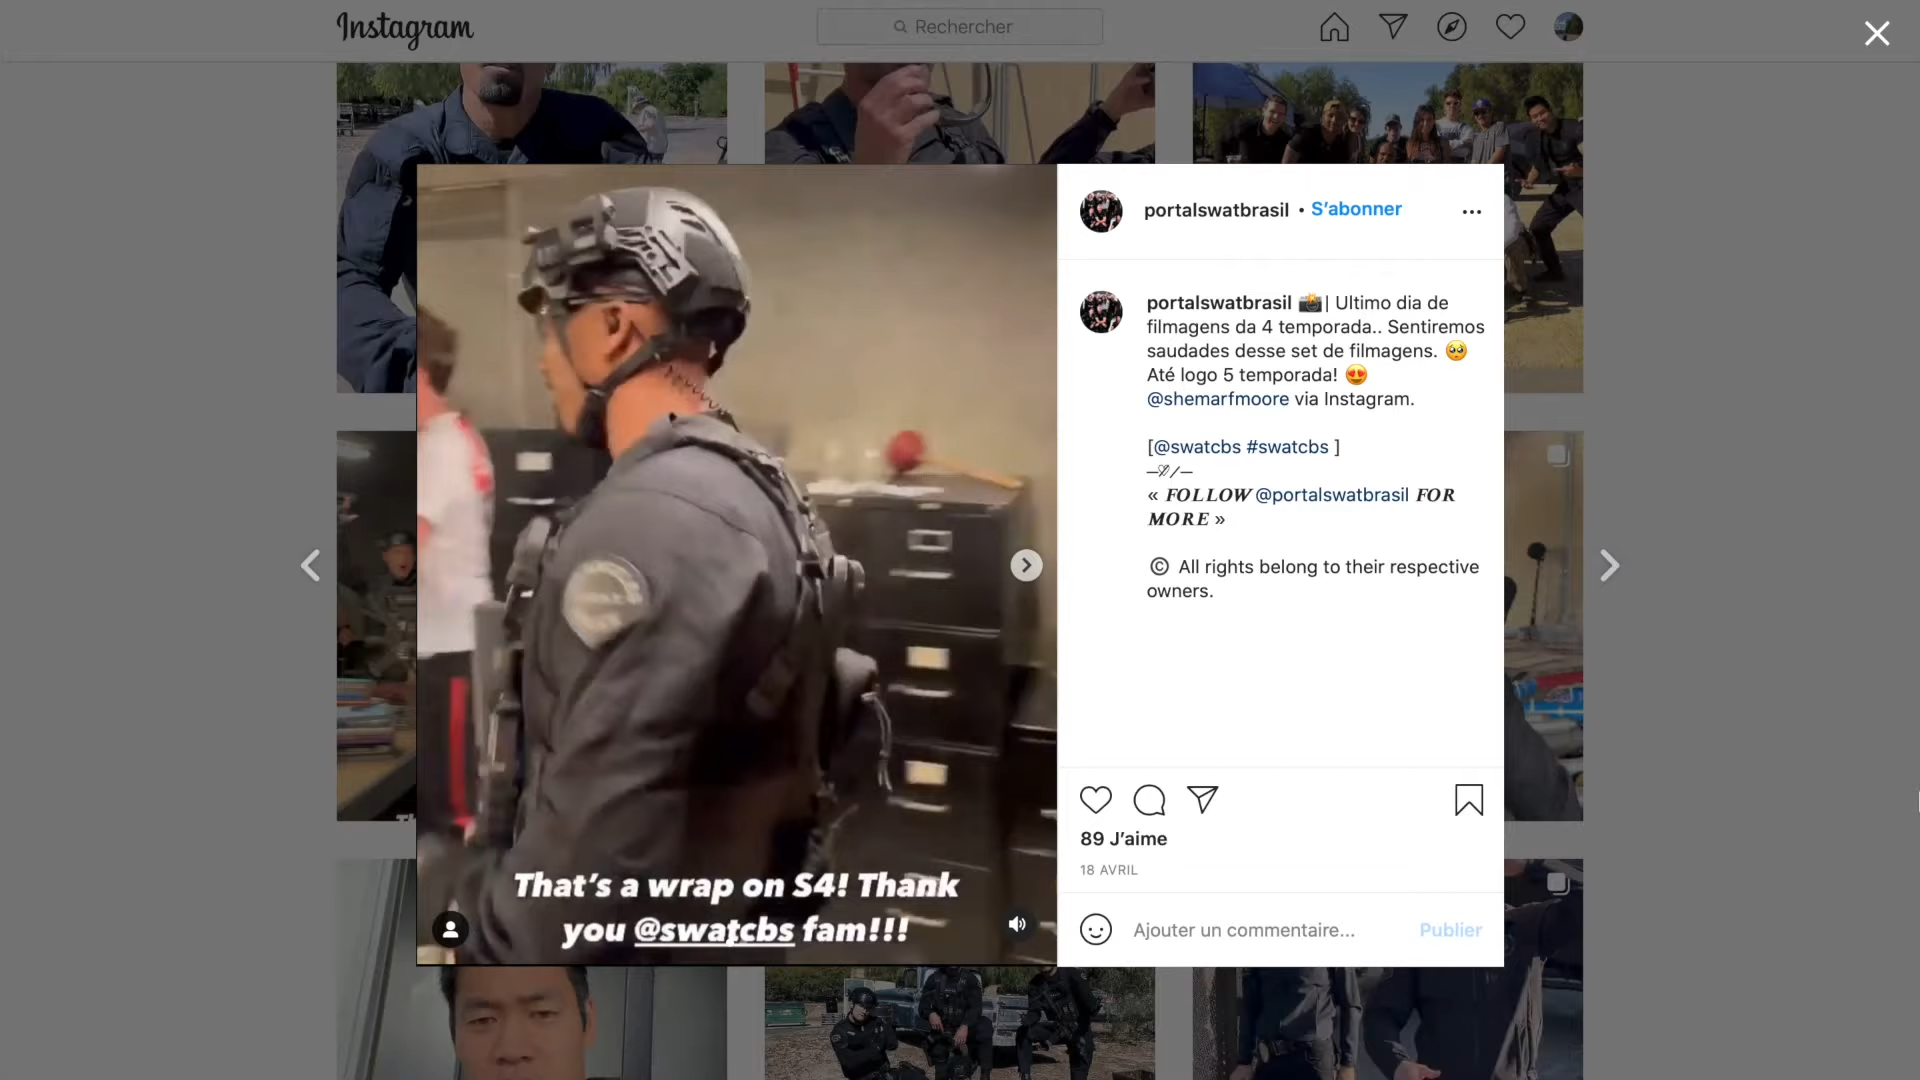 Instagram
Rechercher
portalswatbrasil • S'abonner
portalswatbrasil 📸| Ultimo dia de
filmagens da 4 temporada.. Sentiremos
saudades desse set de filmagens. 🥺
Até logo 5 temporada! 😍
@shemarfmoore via Instagram.
[@swatcbs #swatcbs ]
« 𝑭𝑶𝑳𝑳𝑶𝑾 @portalswatbrasil 𝑭𝑶𝑹
𝑴𝑶𝑹𝑬 »
© All rights belong to their respective
owners.
89 J'aime
18 AVRIL
Ajouter un commentaire... Publier
That's a wrap on S4! Thank
you @swatcbs fam!!!